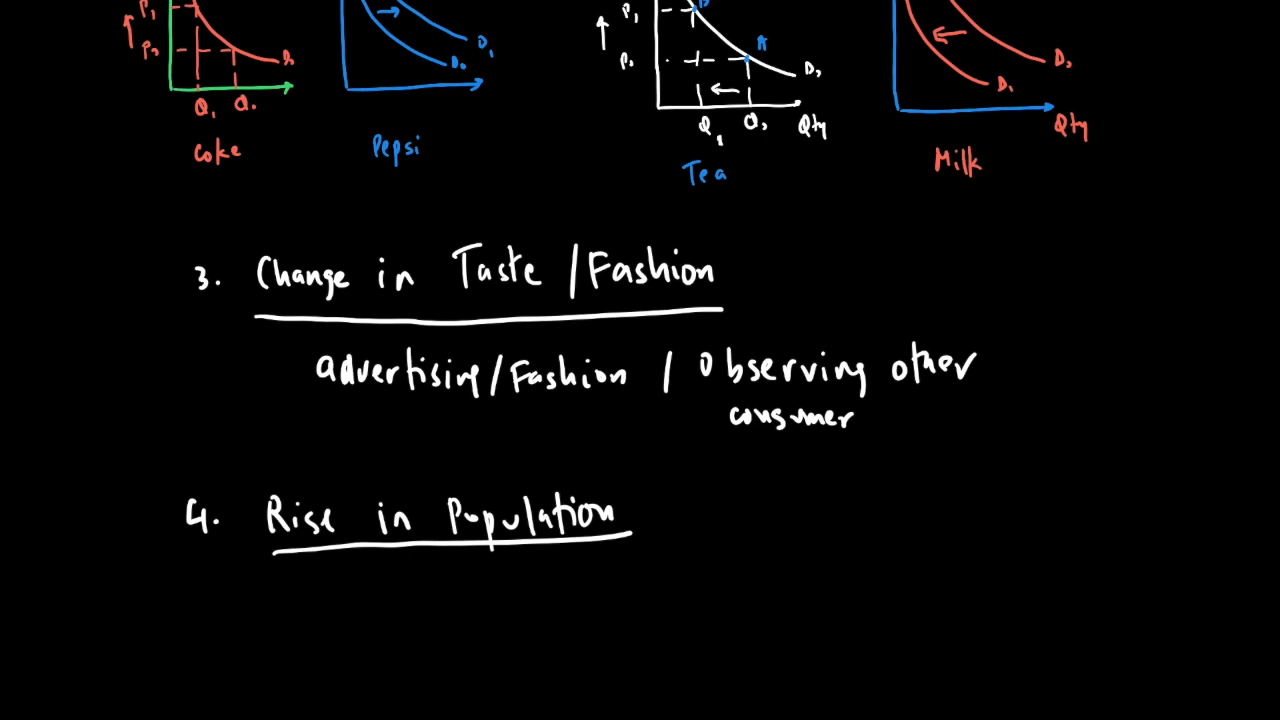 P₁
P₀
D₀
Q₁ Q₀
Coke
D₁
D₀
Pepsi
P₁
B
A
P₀
D₀
Q₁ Q₀ Qty
Tea
D₀
D₁
Qty
Milk
3. Change in Taste / Fashion
advertising / Fashion / Observing other
consumer
4. Rise in Population